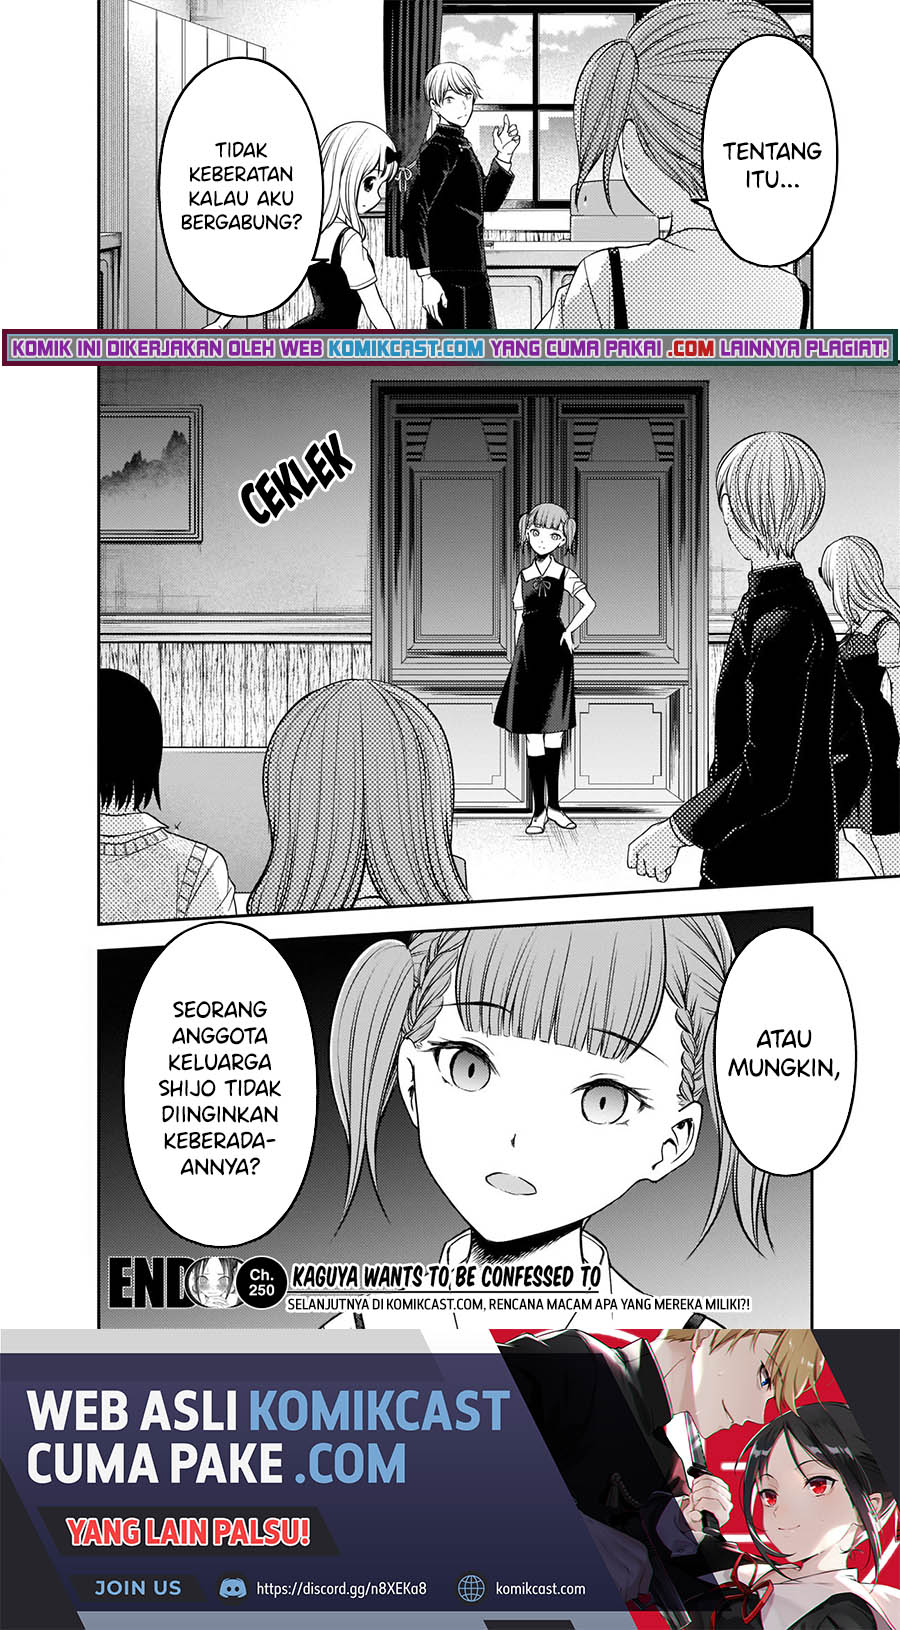 TENTANG
ITU...
TIDAK
KEBERATAN
KALAU AKU
BERGABUNG?
KOMIK INI DIKERJAKAN OLEH WEB KOMIKCAST.COM YANG CUMA PAKAI .COM LAINNYA PLAGIAT!
CEKLEK
ATAU
MUNGKIN,
SEORANG
ANGGOTA
KELUARGA
SHIJO TIDAK
DIINGINKAN
KEBERADA-
ANNYA?
END
Ch.
250
KAGUYA WANTS TO BE CONFESSED TO
SELANJUTNYA DI KOMIKCAST.COM, RENCANA MACAM APA YANG MEREKA MILIKI?!
WEB ASLI KOMIKCAST
CUMA PAKE .COM
YANG LAIN PALSU!
JOIN US
https://discord.gg/n8XEKa8
komikcast.com